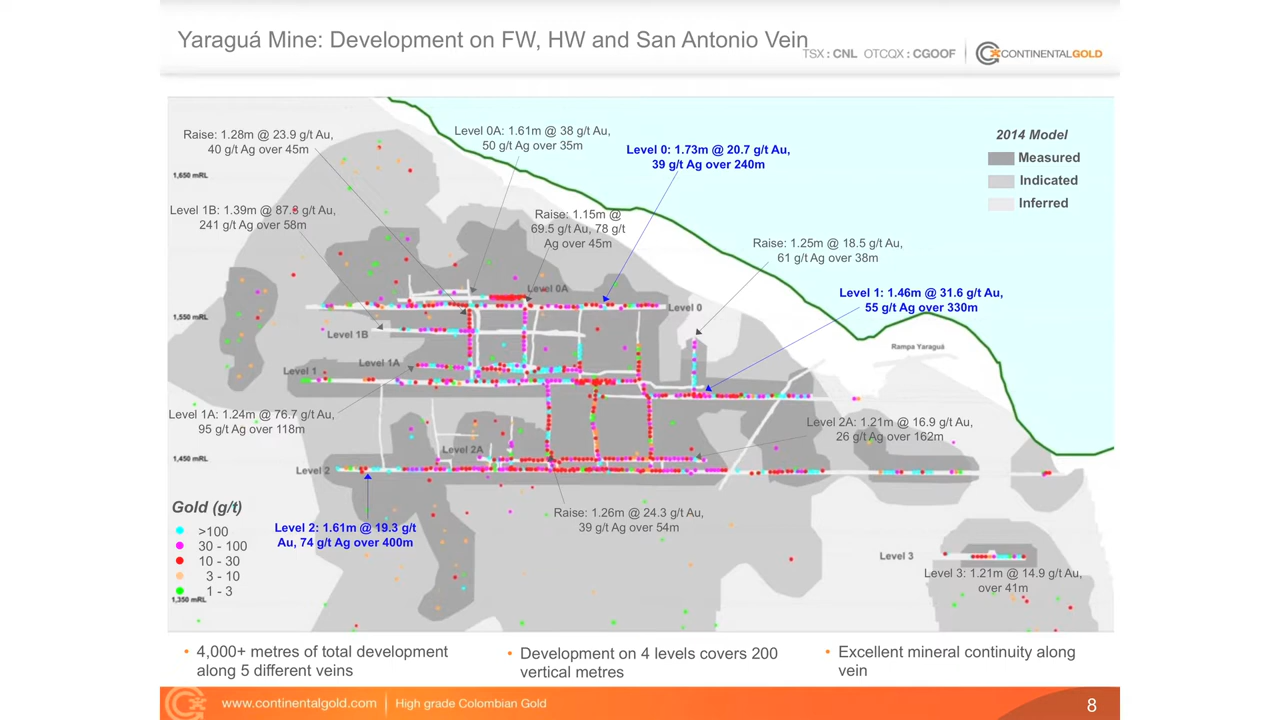 Yaraguá Mine: Development on FW, HW and San Antonio Vein
TSX : CNL OTCQX : CGOOF
CONTINENTALGOLD
Raise: 1.28m @ 23.9 g/t Au,
40 g/t Ag over 45m
Level 0A: 1.61m @ 38 g/t Au,
50 g/t Ag over 35m
Level 0: 1.73m @ 20.7 g/t Au,
39 g/t Ag over 240m
2014 Model
Measured
Indicated
Inferred
1,650 mRL
Level 1B: 1.39m @ 87.8 g/t Au,
241 g/t Ag over 58m
Raise: 1.15m @
69.5 g/t Au, 78 g/t
Ag over 45m
Raise: 1.25m @ 18.5 g/t Au,
61 g/t Ag over 38m
Level 1: 1.46m @ 31.6 g/t Au,
55 g/t Ag over 330m
Level 0A
Level 0
1,550 mRL
Level 1B
Rampa Yaraguá
Level 1A
Level 1
Level 1A: 1.24m @ 76.7 g/t Au,
95 g/t Ag over 118m
Level 2A: 1.21m @ 16.9 g/t Au,
26 g/t Ag over 162m
Level 2A
1,450 mRL
Level 2
Gold (g/t)
>100
30 - 100
10 - 30
3 - 10
1 - 3
Level 2: 1.61m @ 19.3 g/t
Au, 74 g/t Ag over 400m
Raise: 1.26m @ 24.3 g/t Au,
39 g/t Ag over 54m
Level 3
Level 3: 1.21m @ 14.9 g/t Au,
over 41m
1,350 mRL
• 4,000+ metres of total development
along 5 different veins
• Development on 4 levels covers 200
vertical metres
• Excellent mineral continuity along
vein
www.continentalgold.com | High grade Colombian Gold
8